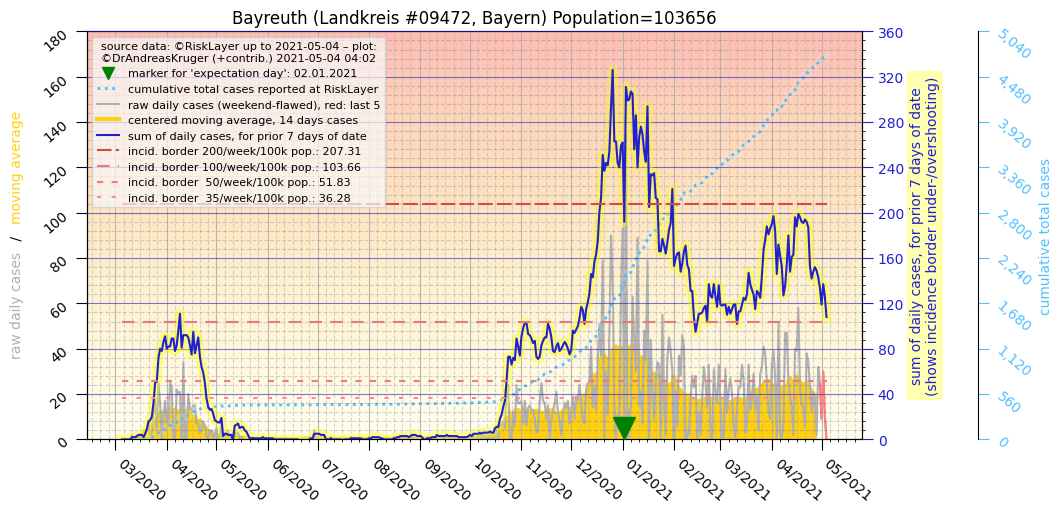 Bayreuth (Landkreis #09472, Bayern) Population=103656
source data: ©RiskLayer up to 2021-05-04 – plot:
©DrAndreasKruger (+contrib.) 2021-05-04 04:02
marker for 'expectation day': 02.01.2021
cumulative total cases reported at RiskLayer
raw daily cases (weekend-flawed), red: last 5
centered moving average, 14 days cases
sum of daily cases, for prior 7 days of date
incid. border 200/week/100k pop.: 207.31
incid. border 100/week/100k pop.: 103.66
incid. border  50/week/100k pop.: 51.83
incid. border  35/week/100k pop.: 36.28
raw daily cases  /  moving average
180
160
140
120
100
80
60
40
20
0
03/2020
04/2020
05/2020
06/2020
07/2020
08/2020
09/2020
10/2020
11/2020
12/2020
01/2021
02/2021
03/2021
04/2021
05/2021
360
320
280
240
200
160
120
80
40
0
sum of daily cases, for prior 7 days of date
(shows incidence border under-/overshooting)
5,040
4,480
3,920
3,360
2,800
2,240
1,680
1,120
560
0
cumulative total cases